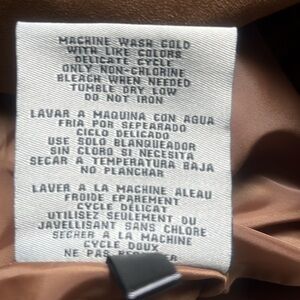 MACHINE WASH COLD
WITH LIKE COLORS
DELICATE CYCLE
ONLY NON-CHLORINE
BLEACH WHEN NEEDED
TUMBLE DRY LOW
DO NOT IRON
LAVAR A MAQUINA CON AGUA
FRIA POR SEPEARADO
CICLO DELICADO
USE SOLO BLANQUEADOR
SIN CLORO SI NECESITA
SECAR A TEMPERATURA BAJA
NO PLANCHAR
LAVER A LA MACHINE ALEAU
FROIDE EPAREMENT
CYCLE DÉLICAT
UTILISEZ SEULEMENT DU
JAVELLISANT SANS CHLORE
SECHER A LA MACHINE
CYCLE DOUX
NE PAS